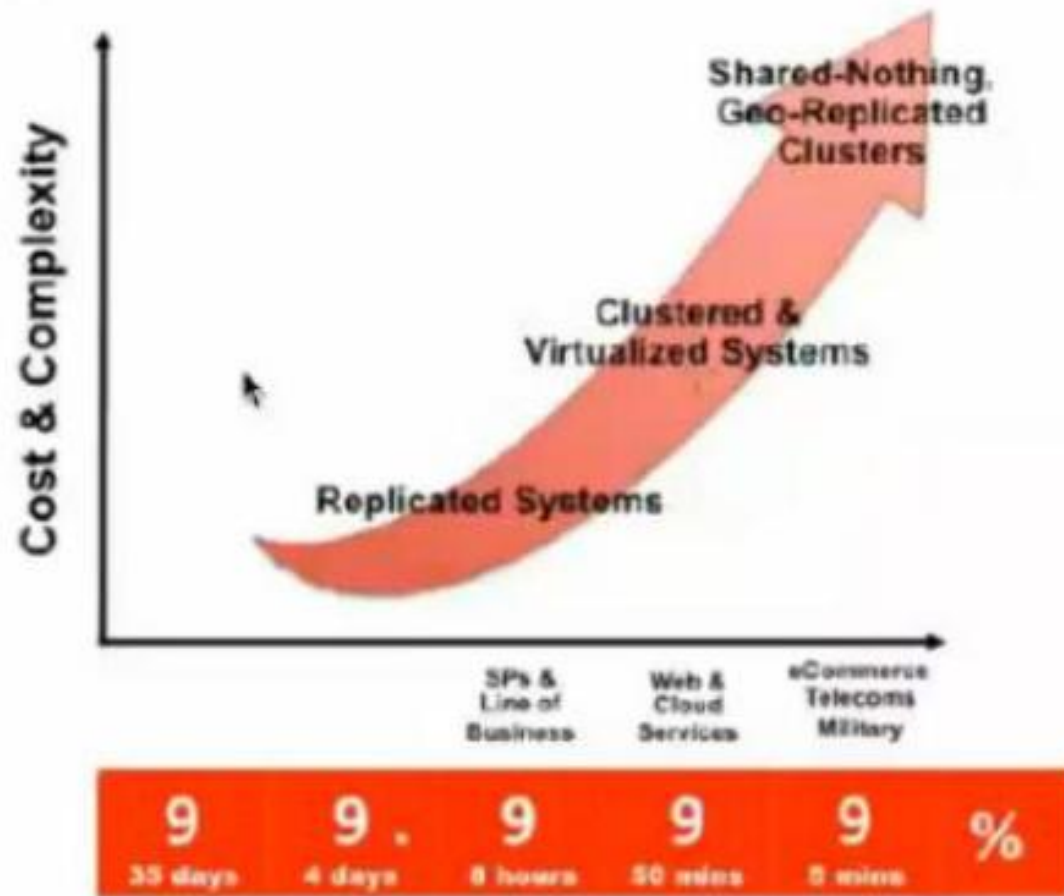 Cost & Complexity
Shared-Nothing,
Geo-Replicated
Clusters
Clustered &
Virtualized Systems
Replicated Systems
SPs &
Line of
Business
Web &
Cloud
Services
eCommerce
Telecoms
Military
9 9. 9 9 9 %
35 days 4 days 8 hours 50 mins 5 mins